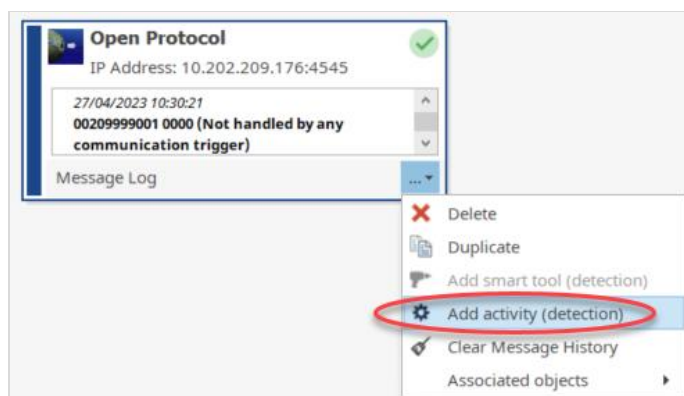 Open Protocol
IP Address: 10.202.209.176:4545
27/04/2023 10:30:21
00209999001 0000 (Not handled by any
communication trigger)
Message Log
...
Delete
Duplicate
Add smart tool (detection)
Add activity (detection)
Clear Message History
Associated objects